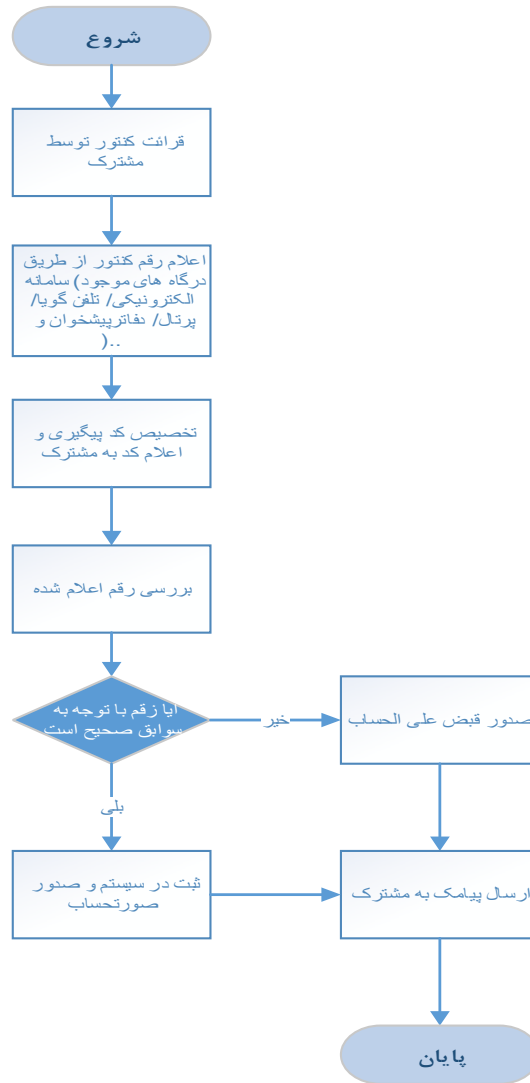 شروع
قرائت کنتور توسط
مشترک
اعلام رقم کنتور از طریق
درگاه های موجود) سامانه
الکترونیکی/ تلفن گویا/
پرتال/ دفاترپیشخوان و
..(
تخصیص کد پیگیری و
اعلام کد به مشترک
بررسی رقم اعلام شده
آیا زقم با توجه به
سوابق صحیح است
خیر
صدور قبض علی الحساب
بلی
ثبت در سیستم و صدور
صورتحساب
ارسال پیامک به مشترک
پایان